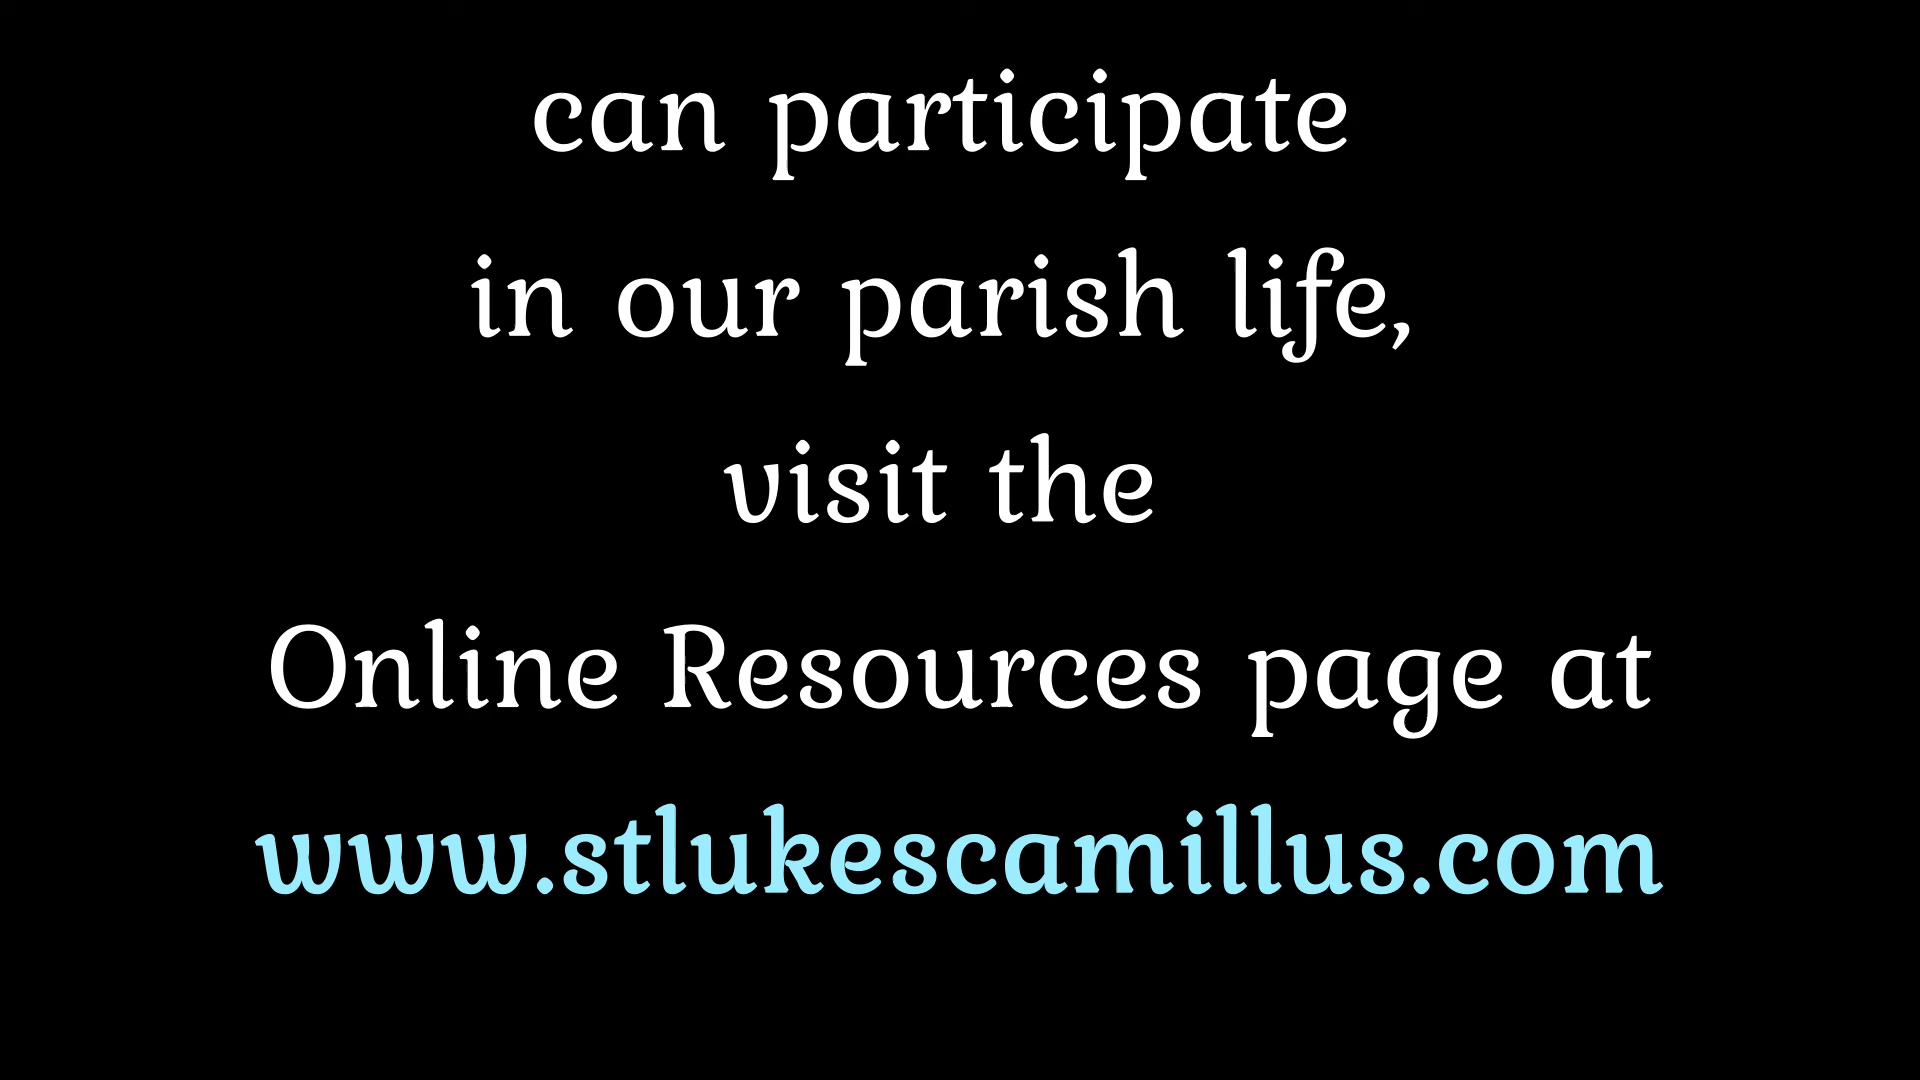 can participate
in our parish life,
visit the
Online Resources page at
www.stlukescamillus.com